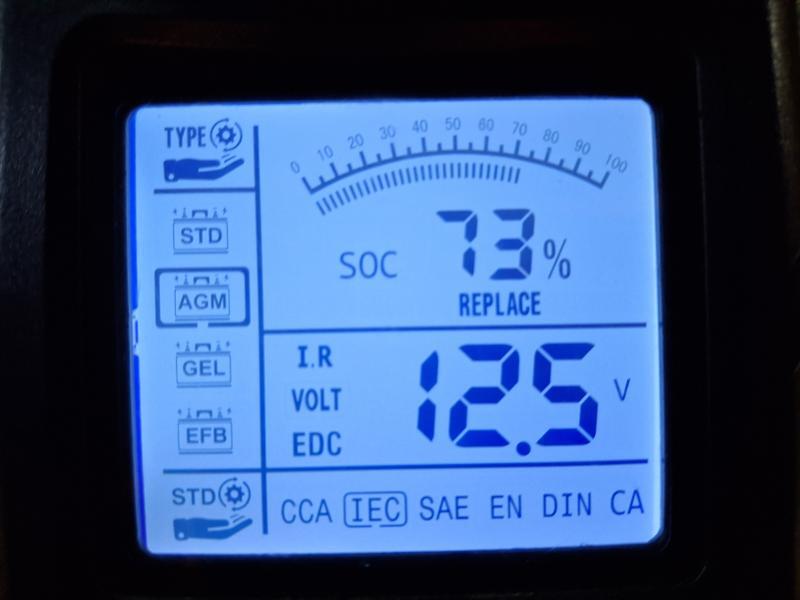 TYPE
0 10 20 30 40 50 60 70 80 90 100
STD
SOC 73%
AGM
REPLACE
I.R
GEL
VOLT 12.5 V
EFB
EDC
STD
CCA IEC SAE EN DIN CA